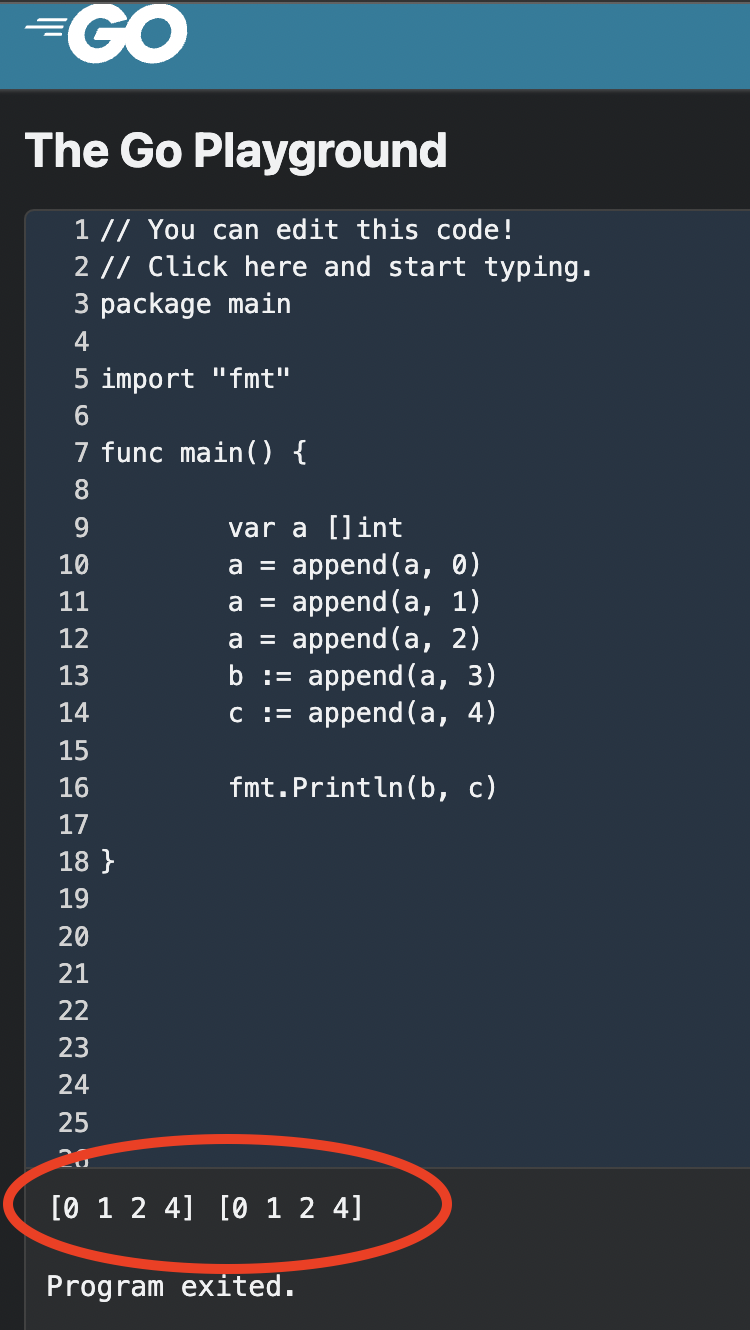 GO
The Go Playground
1 // You can edit this code!
2 // Click here and start typing.
3 package main
4
5 import "fmt"
6
7 func main() {
8
9 var a []int
10 a = append(a, 0)
11 a = append(a, 1)
12 a = append(a, 2)
13 b := append(a, 3)
14 c := append(a, 4)
15
16 fmt.Println(b, c)
17
18 }
19
20
21
22
23
24
25
26
[0 1 2 4] [0 1 2 4]
Program exited.